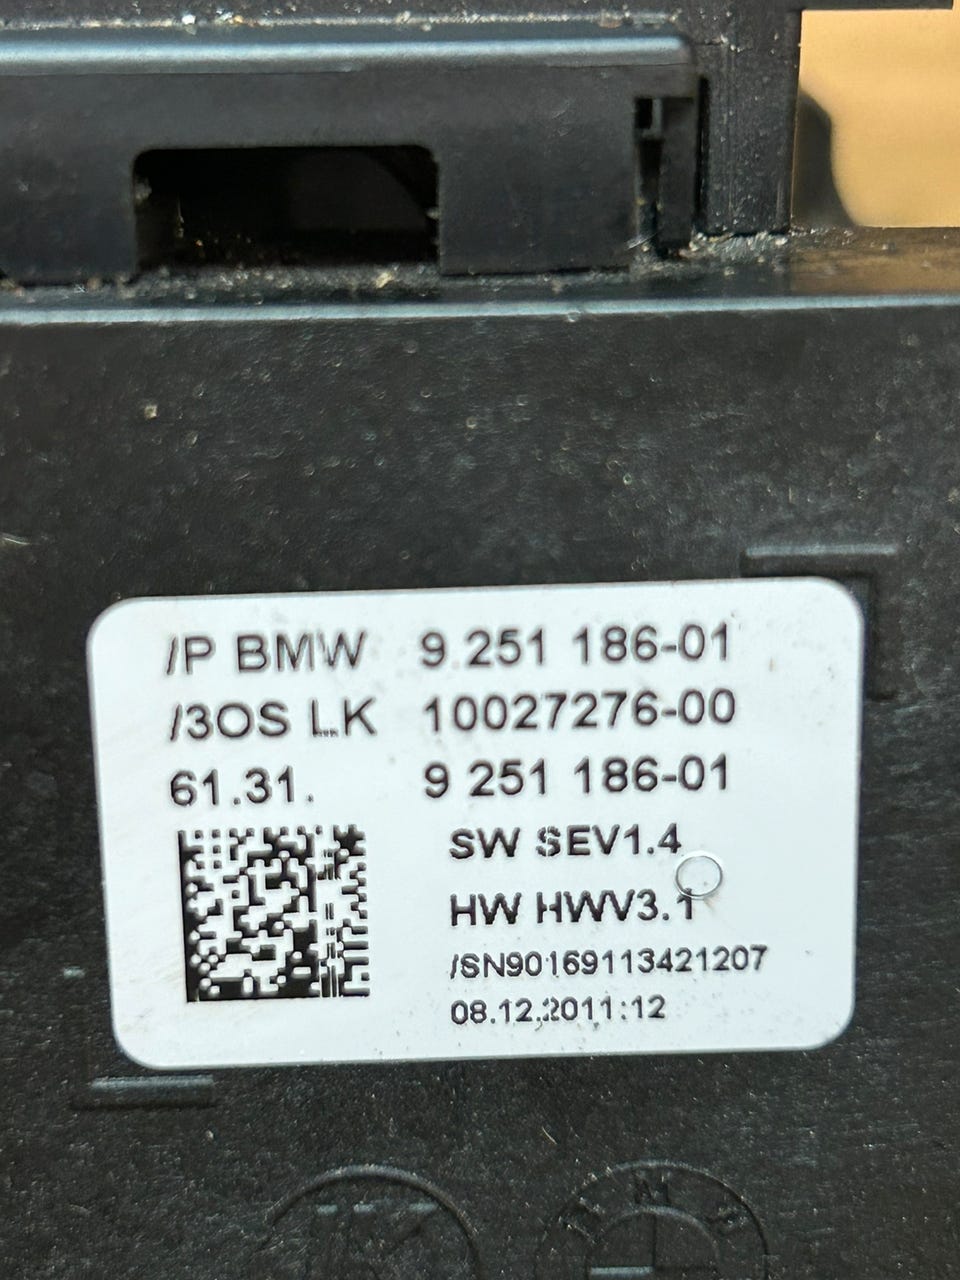 /P BMW 9 251 186-01
/3OS LK 10027276-00
61.31. 9 251 186-01
SW SEV1.4
HW HWV3.1
/SN90169113421207
08.12.2011:12